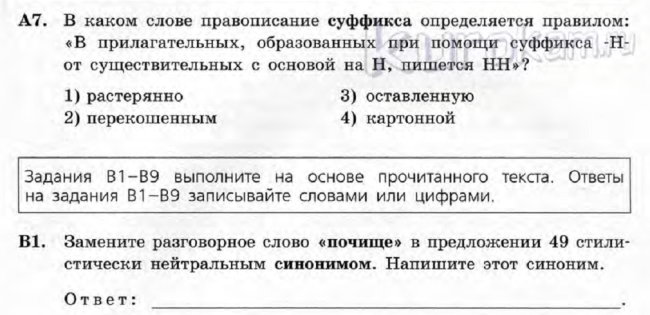 А7. В каком слове правописание суффикса определяется правилом:
«В прилагательных, образованных при помощи суффикса -Н-
от существительных с основой на Н, пишется НН»?
1) растерянно 3) оставленную
2) перекошенным 4) картонной
Задания В1–В9 выполните на основе прочитанного текста. Ответы
на задания В1–В9 записывайте словами или цифрами.
В1. Замените разговорное слово «почище» в предложении 49 стили-
стически нейтральным синонимом. Напишите этот синоним.
Ответ: ______________________________.